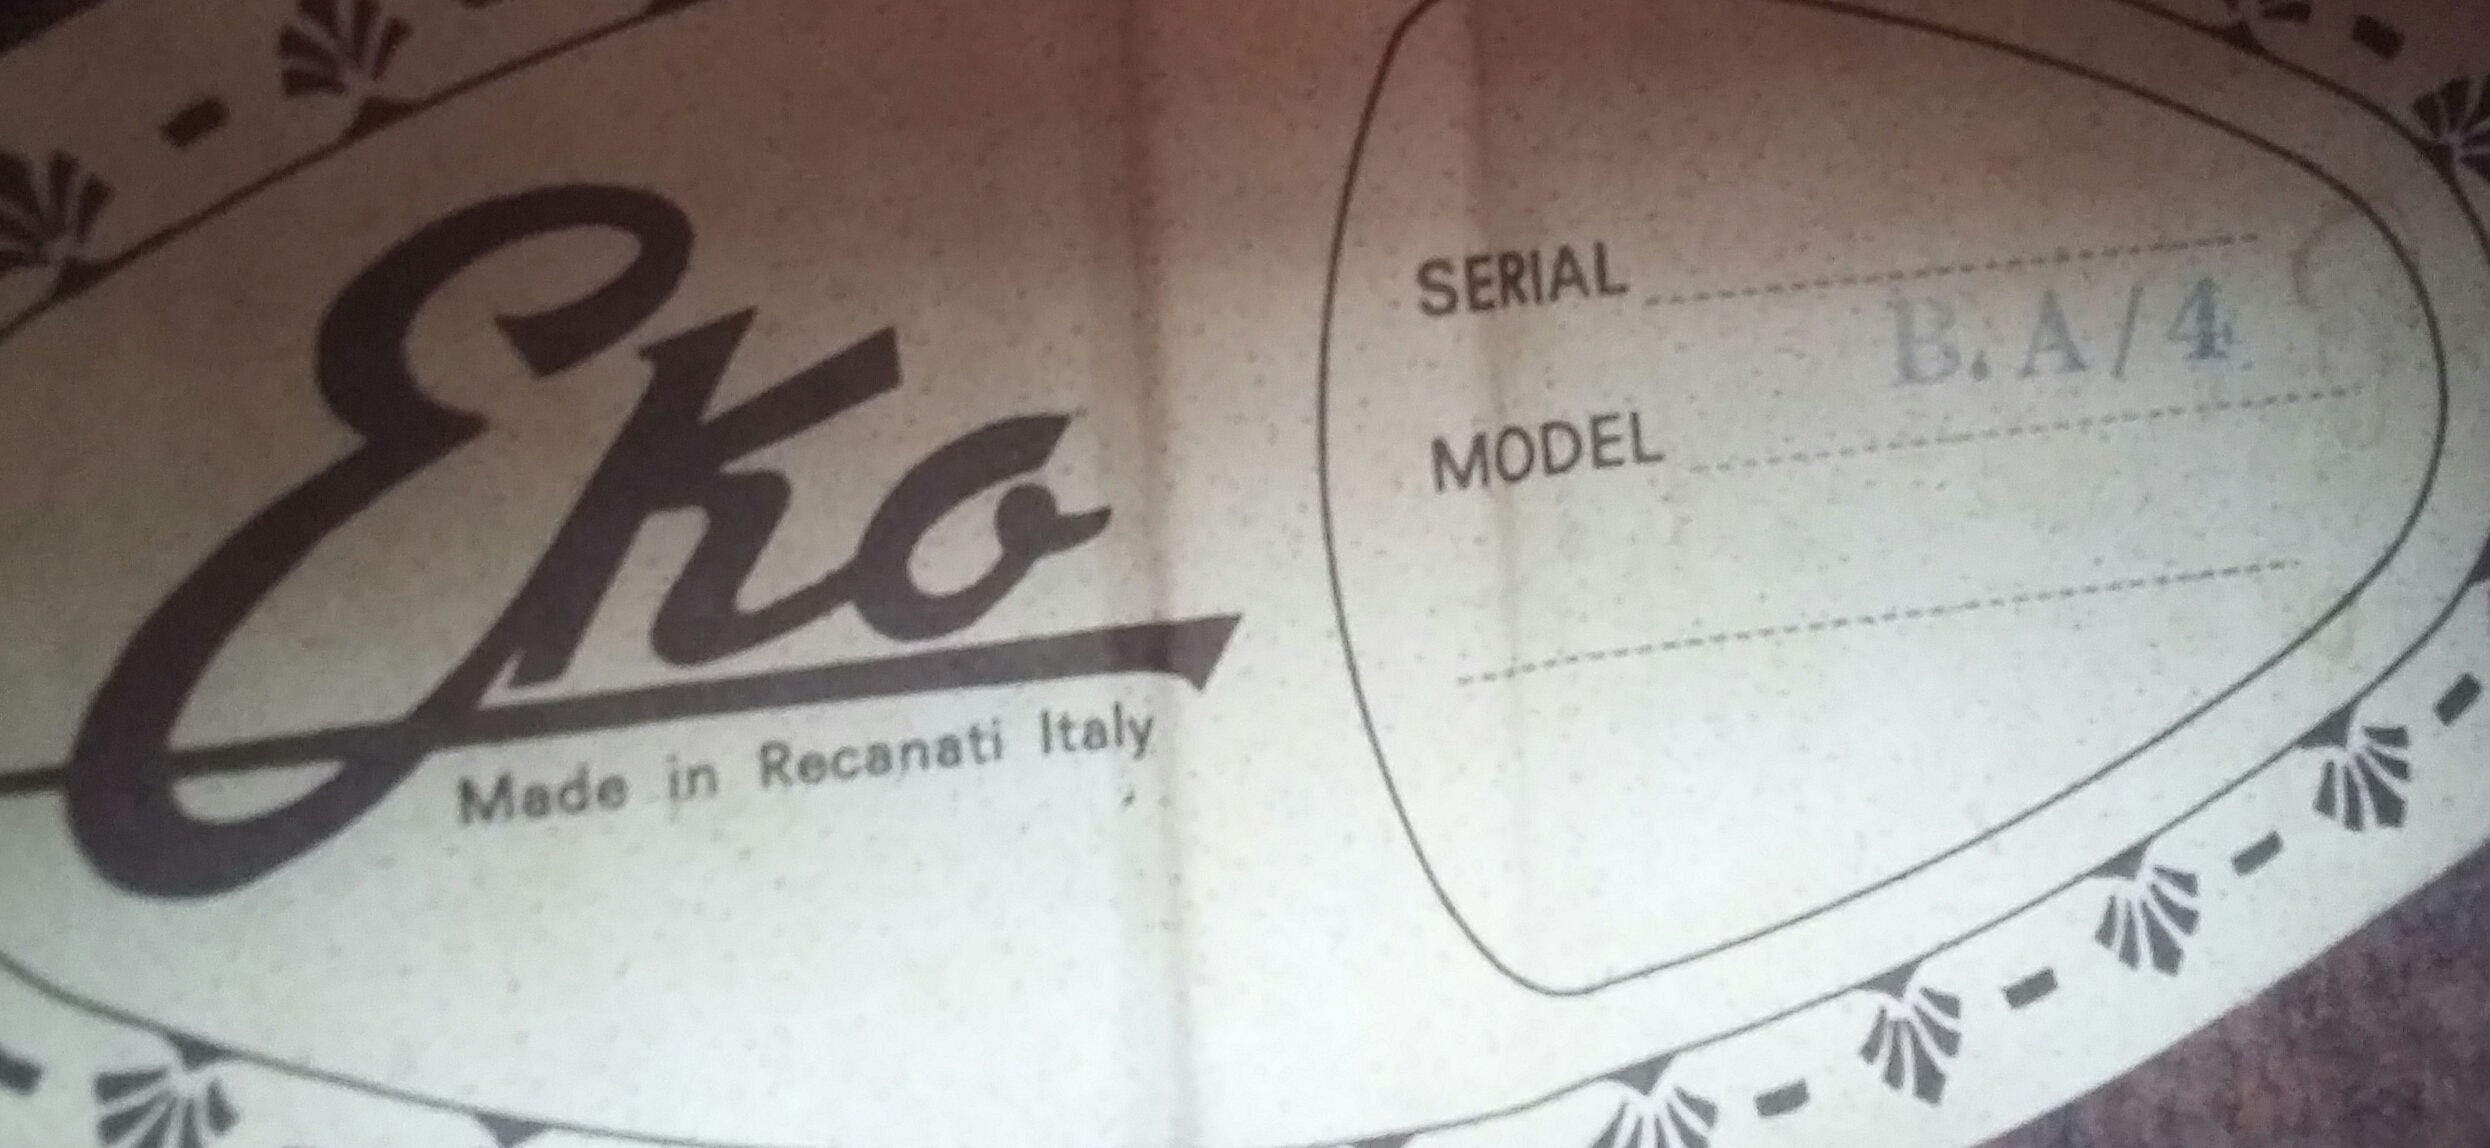 Eko
Made in Recanati Italy
SERIAL
MODEL B.A/4